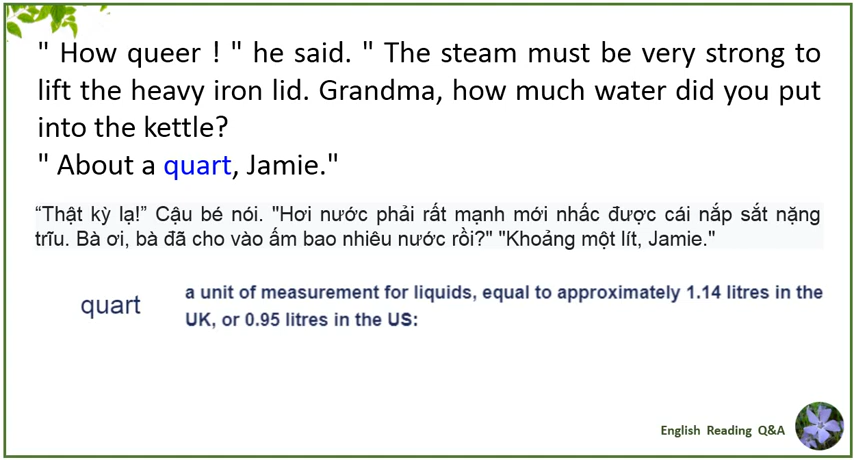 " How queer ! " he said. " The steam must be very strong to
lift the heavy iron lid. Grandma, how much water did you put
into the kettle?
" About a quart, Jamie."
“Thật kỳ lạ!” Cậu bé nói. "Hơi nước phải rất mạnh mới nhấc được cái nắp sắt nặng
trĩu. Bà ơi, bà đã cho vào ấm bao nhiêu nước rồi?" "Khoảng một lít, Jamie."
quart
a unit of measurement for liquids, equal to approximately 1.14 litres in the
UK, or 0.95 litres in the US:
English Reading Q&A